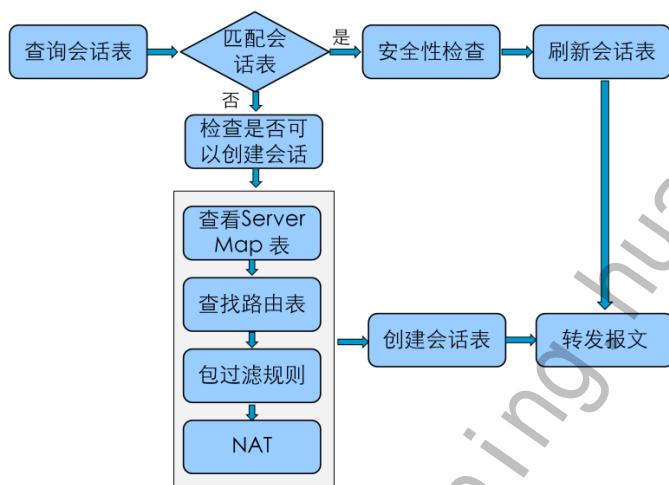 查询会话表
匹配会
话表
是
安全性检查
刷新会话表
否
检查是否可
以创建会话
查看Server
Map 表
查找路由表
包过滤规则
NAT
创建会话表
转发报文
ning hua